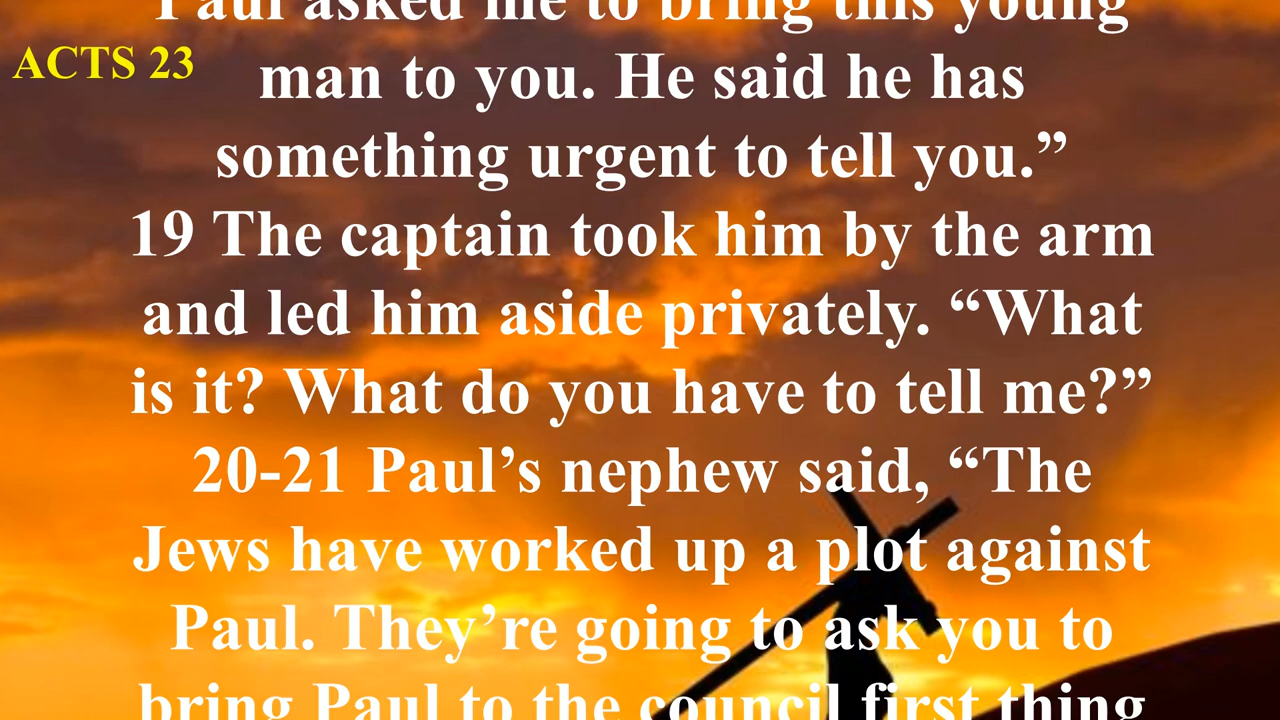 Paul asked me to bring this young
ACTS 23
man to you. He said he has
something urgent to tell you.”
19 The captain took him by the arm
and led him aside privately. “What
is it? What do you have to tell me?”
20-21 Paul’s nephew said, “The
Jews have worked up a plot against
Paul. They’re going to ask you to
bring Paul to the council first thing